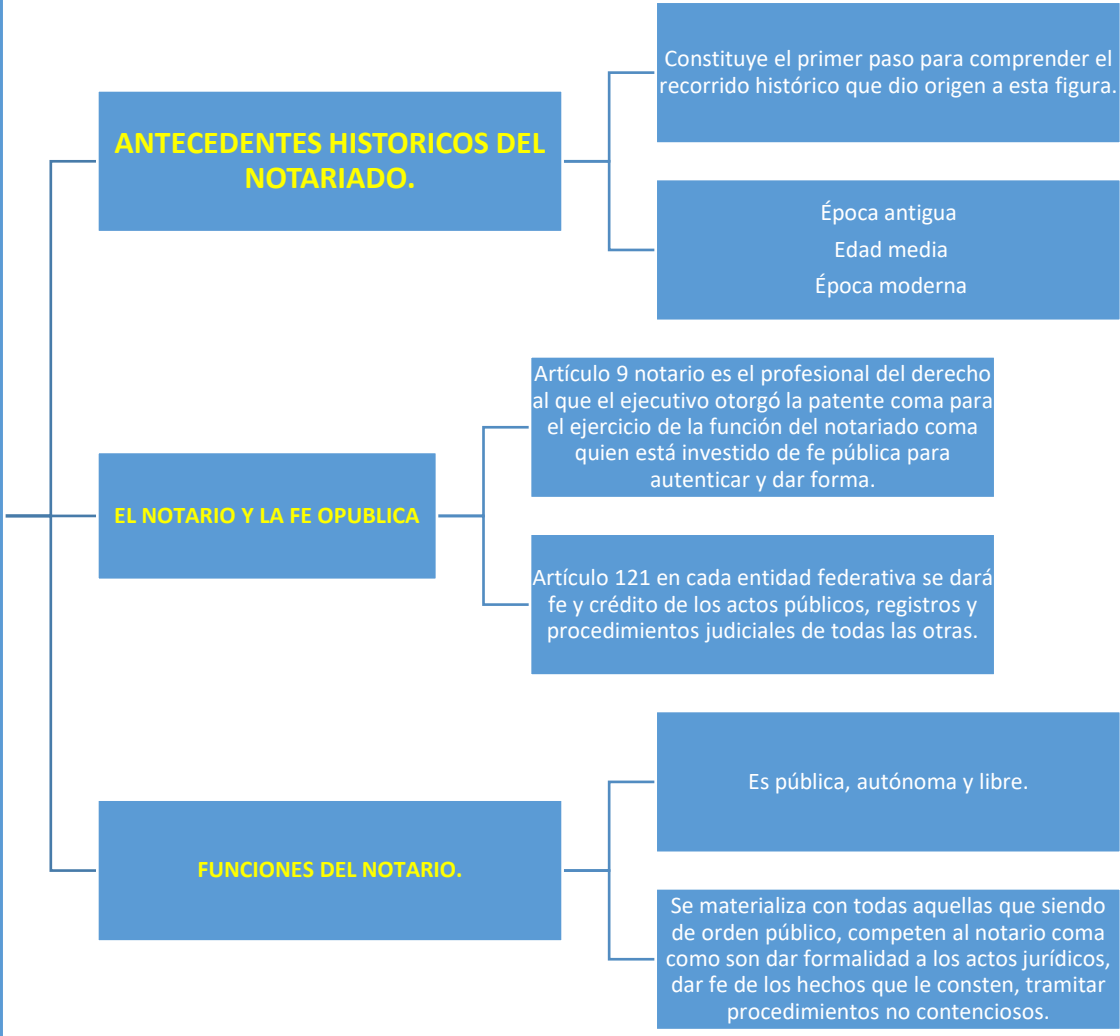 ANTECEDENTES HISTORICOS DEL
NOTARIADO.
Constituye el primer paso para comprender el
recorrido histórico que dio origen a esta figura.
Época antigua
Edad media
Época moderna
EL NOTARIO Y LA FE OPUBLICA
Artículo 9 notario es el profesional del derecho
al que el ejecutivo otorgó la patente coma para
el ejercicio de la función del notariado coma
quien está investido de fe pública para
autenticar y dar forma.
Artículo 121 en cada entidad federativa se dará
fe y crédito de los actos públicos, registros y
procedimientos judiciales de todas las otras.
FUNCIONES DEL NOTARIO.
Es pública, autónoma y libre.
Se materializa con todas aquellas que siendo
de orden público, competen al notario coma
como son dar formalidad a los actos jurídicos,
dar fe de los hechos que le consten, tramitar
procedimientos no contenciosos.